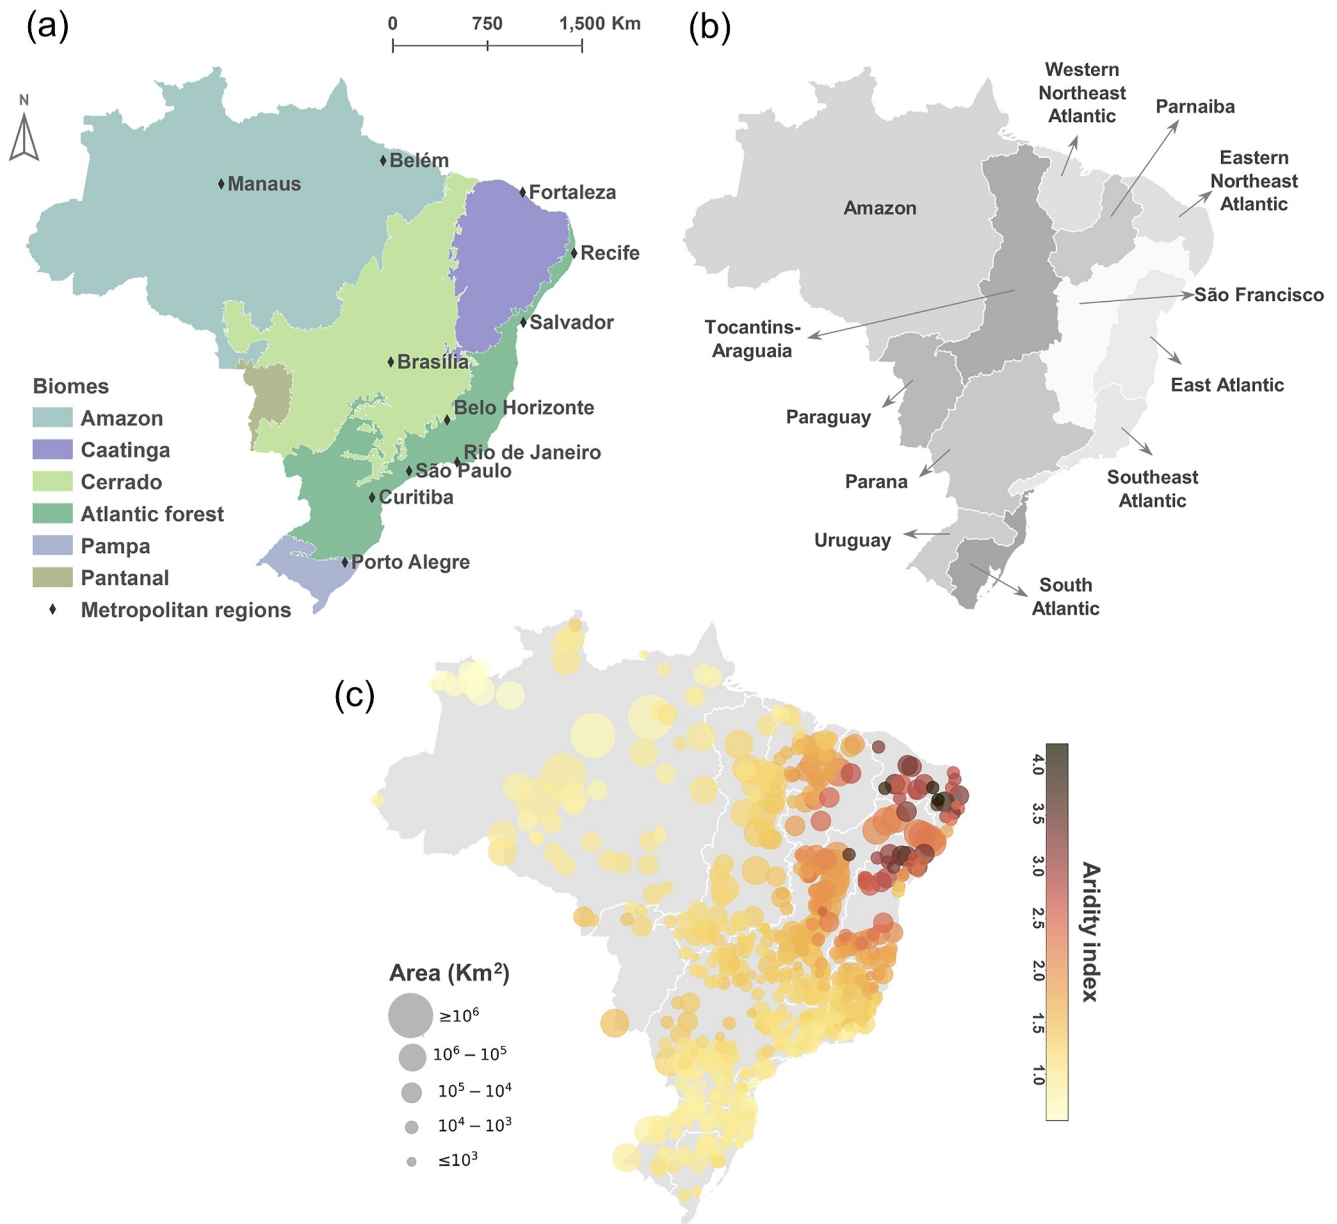 (a)
0 750 1,500 Km
N
Belém
Manaus
Fortaleza
Recife
Salvador
Brasília
Belo Horizonte
Rio de Janeiro
São Paulo
Curitiba
Porto Alegre
Biomes
Amazon
Caatinga
Cerrado
Atlantic forest
Pampa
Pantanal
Metropolitan regions
(b)
Western
Northeast
Atlantic
Parnaiba
Eastern
Northeast
Atlantic
Amazon
São Francisco
Tocantins-
Araguaia
East Atlantic
Paraguay
Parana
Southeast
Atlantic
Uruguay
South
Atlantic
(c)
Area (Km²)
≥10⁶
10⁶ − 10⁵
10⁵ − 10⁴
10⁴ − 10³
≤10³
4.0
3.5
3.0
2.5
2.0
1.5
1.0
Aridity index